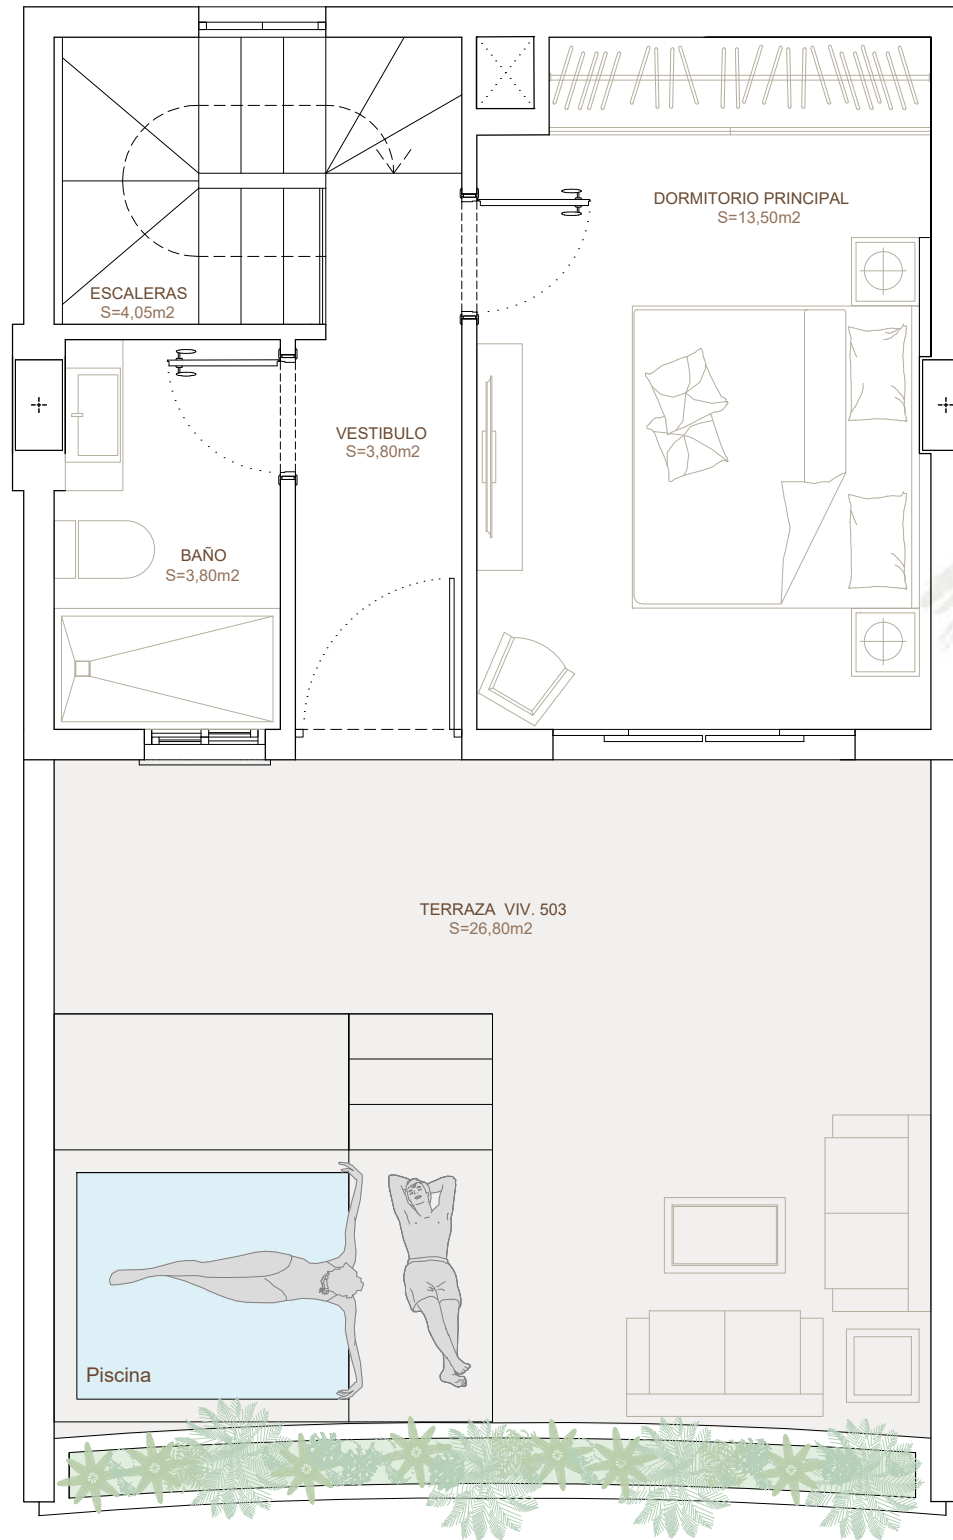 DORMITORIO PRINCIPAL
S=13,50m2
ESCALERAS
S=4,05m2
VESTIBULO
S=3,80m2
BAÑO
S=3,80m2
TERRAZA VIV. 503
S=26,80m2
Piscina